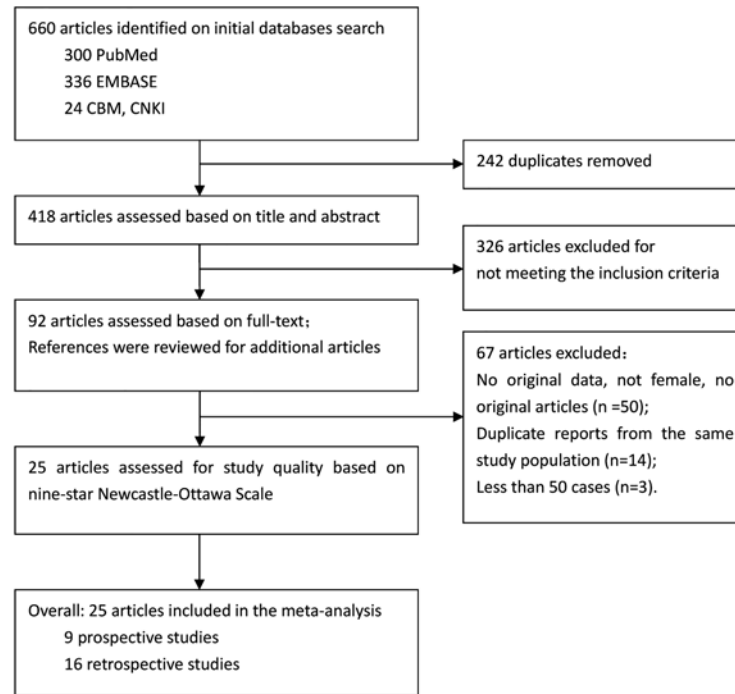 660 articles identified on initial databases search
300 PubMed
336 EMBASE
24 CBM, CNKI
242 duplicates removed
418 articles assessed based on title and abstract
326 articles excluded for
not meeting the inclusion criteria
92 articles assessed based on full-text；
References were reviewed for additional articles
67 articles excluded：
No original data, not female, no
original articles (n =50);
Duplicate reports from the same
study population (n=14);
Less than 50 cases (n=3).
25 articles assessed for study quality based on
nine-star Newcastle-Ottawa Scale
Overall: 25 articles included in the meta-analysis
9 prospective studies
16 retrospective studies